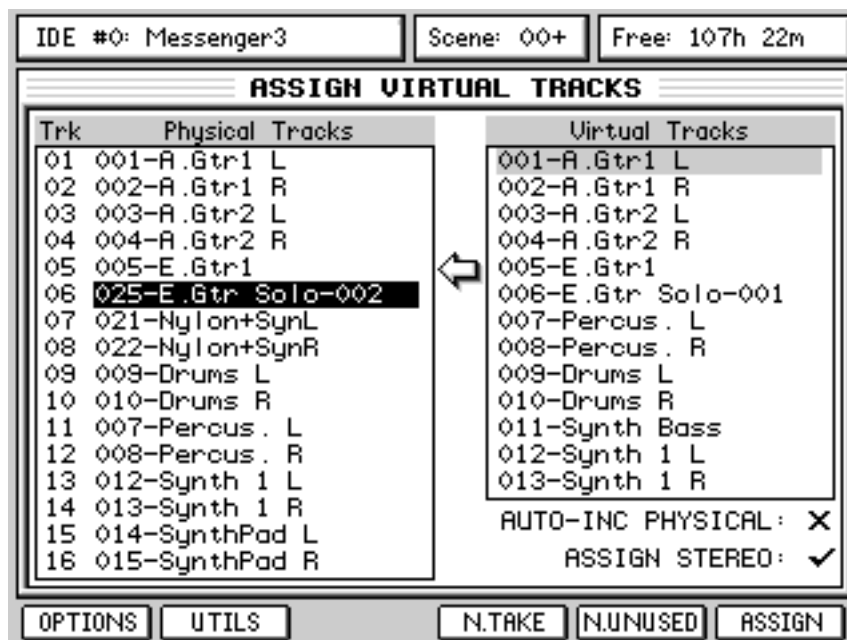 IDE #0: Messenger3
Scene: 00+
Free: 107h 22m
ASSIGN VIRTUAL TRACKS
Trk Physical Tracks
01 001-A.Gtr1 L
02 002-A.Gtr1 R
03 003-A.Gtr2 L
04 004-A.Gtr2 R
05 005-E.Gtr1
06 025-E.Gtr Solo-002
07 021-Nylon+SynL
08 022-Nylon+SynR
09 009-Drums L
10 010-Drums R
11 007-Percus. L
12 008-Percus. R
13 012-Synth 1 L
14 013-Synth 1 R
15 014-SynthPad L
16 015-SynthPad R
Virtual Tracks
001-A.Gtr1 L
002-A.Gtr1 R
003-A.Gtr2 L
004-A.Gtr2 R
005-E.Gtr1
006-E.Gtr Solo-001
007-Percus. L
008-Percus. R
009-Drums L
010-Drums R
011-Synth Bass
012-Synth 1 L
013-Synth 1 R
AUTO-INC PHYSICAL: ✗
ASSIGN STEREO: ✓
OPTIONS
UTILS
N.TAKE
N.UNUSED
ASSIGN